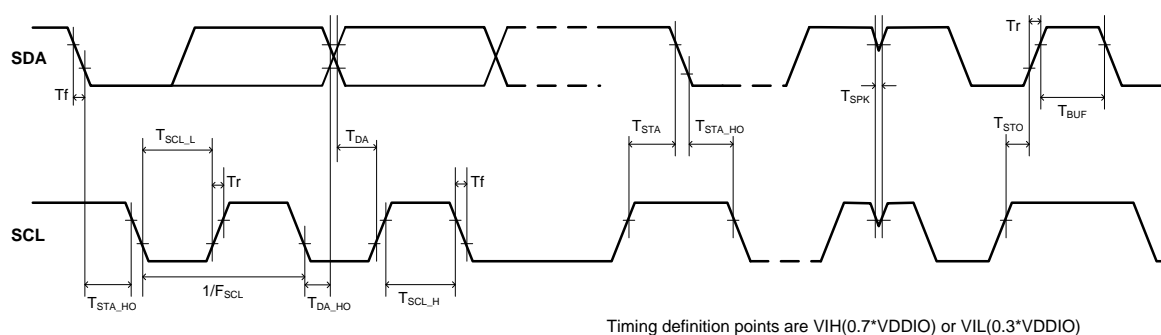 Tr
SDA
Tf
T_SPK
T_BUF
T_SCL_L
T_DA
T_STA
T_STA_HO
T_STO
Tr
Tf
SCL
T_STA_HO
1/F_SCL
T_DA_HO
T_SCL_H
Timing definition points are VIH(0.7*VDDIO) or VIL(0.3*VDDIO)